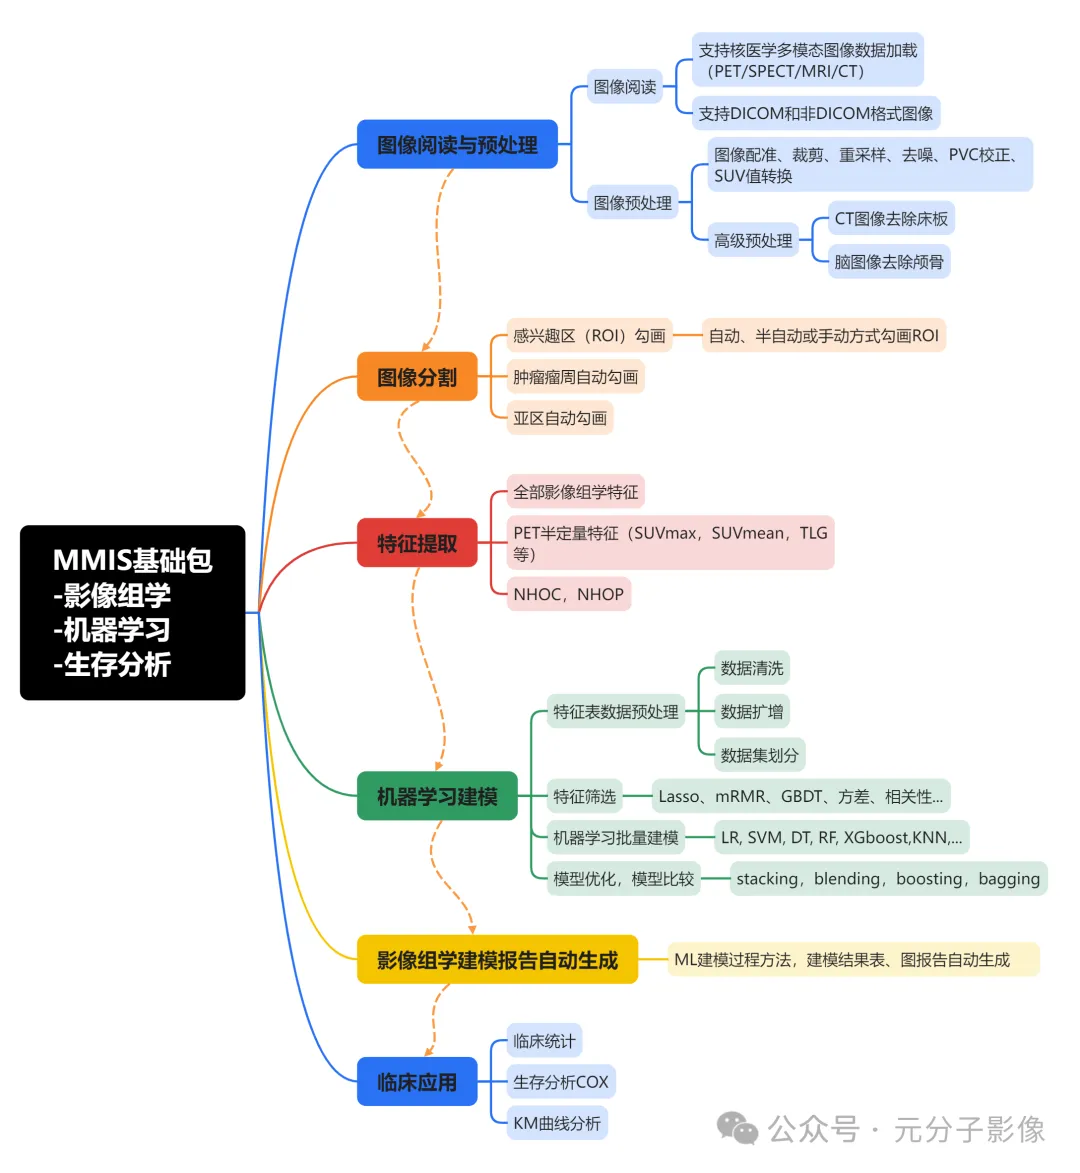 MMIS基础包
-影像组学
-机器学习
-生存分析
图像阅读与预处理
图像阅读
支持核医学多模态图像数据加载
（PET/SPECT/MRI/CT）
支持DICOM和非DICOM格式图像
图像预处理
图像配准、裁剪、重采样、去噪、PVC校正、
SUV值转换
高级预处理
CT图像去除床板
脑图像去除颅骨
图像分割
感兴趣区（ROI）勾画
自动、半自动或手动方式勾画ROI
肿瘤瘤周自动勾画
亚区自动勾画
特征提取
全部影像组学特征
PET半定量特征（SUVmax，SUVmean，TLG
等）
NHOC，NHOP
机器学习建模
特征表数据预处理
数据清洗
数据扩增
数据集划分
特征筛选
Lasso、mRMR、GBDT、方差、相关性...
机器学习批量建模
LR, SVM, DT, RF, XGboost,KNN,...
模型优化，模型比较
stacking，blending，boosting，bagging
影像组学建模报告自动生成
ML建模过程方法，建模结果表、图报告自动生成
临床应用
临床统计
生存分析COX
KM曲线分析
公众号 · 元分子影像